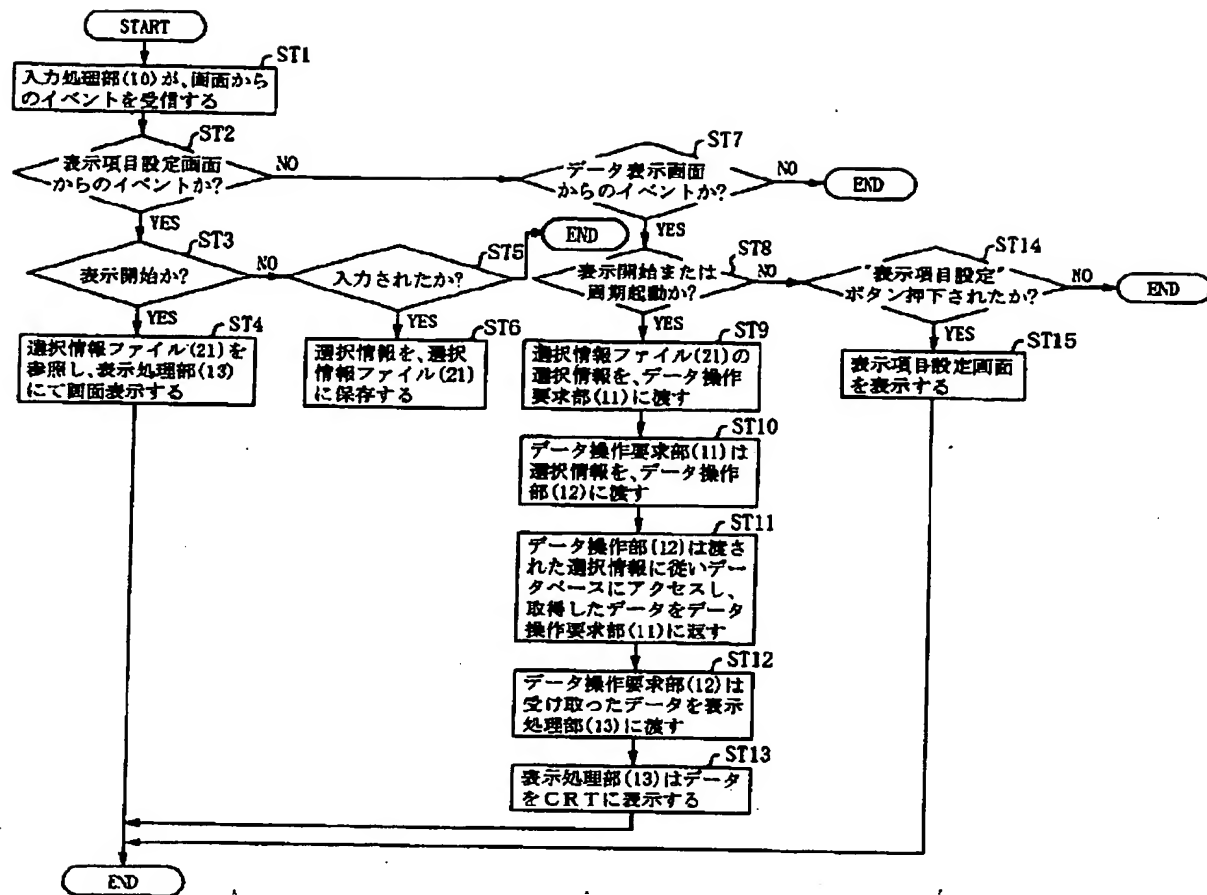 START
ST1
入力処理部(10)が、画面から
のイベントを受信する
ST2
表示項目設定画面
からのイベントか?
NO
YES
ST7
データ表示画面
からのイベントか?
NO
END
YES
ST3
表示開始か?
NO
YES
ST5
入力されたか?
END
YES
ST8
表示開始または
周期起動か?
NO
YES
ST14
"表示項目設定"
ボタン押下されたか?
NO
END
YES
ST4
選択情報ファイル(21)を
参照し、表示処理部(13)
にて画面表示する
ST6
選択情報を、選択
情報ファイル(21)
に保存する
ST9
選択情報ファイル(21)の
選択情報を、データ操作
要求部(11)に渡す
ST15
表示項目設定画面
を表示する
ST10
データ操作要求部(11)は
選択情報を、データ操作
部(12)に渡す
ST11
データ操作部(12)は渡さ
れた選択情報に従いデー
タベースにアクセスし、
取得したデータをデータ
操作要求部(11)に返す
ST12
データ操作要求部(12)は
受け取ったデータを表示
処理部(13)に渡す
ST13
表示処理部(13)はデータ
をCRTに表示する
END